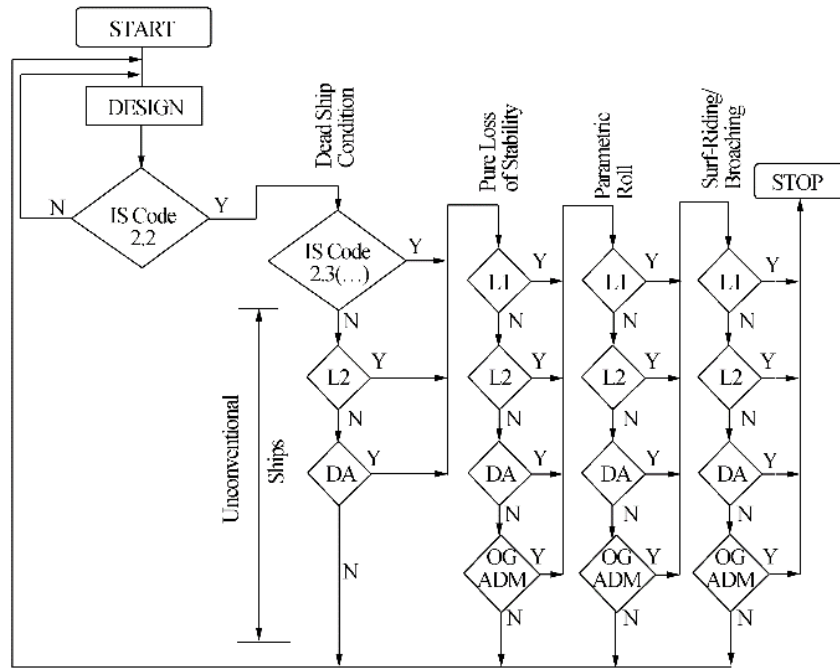 START
DESIGN
N
IS Code
2.2
Y
Dead Ship
Condition
IS Code
2.3(...)
Y
N
L2
Y
N
DA
Y
N
Unconventional
Ships
Pure Loss
of Stability
L1
Y
N
L2
Y
N
DA
Y
N
OG
ADM
Y
N
Parametric
Roll
L1
Y
N
L2
Y
N
DA
Y
N
OG
ADM
Y
N
Surf-Riding/
Broaching
L1
Y
N
L2
Y
N
DA
Y
N
OG
ADM
Y
N
STOP